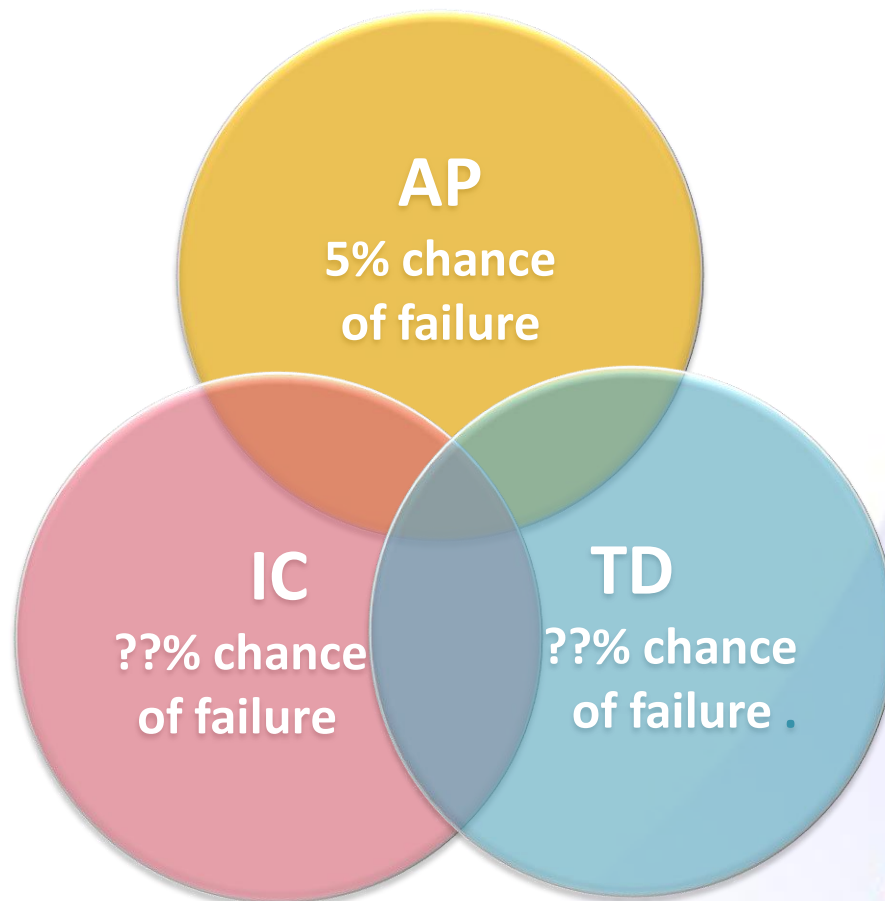 AP
5% chance
of failure
IC
??% chance
of failure
TD
??% chance
of failure .